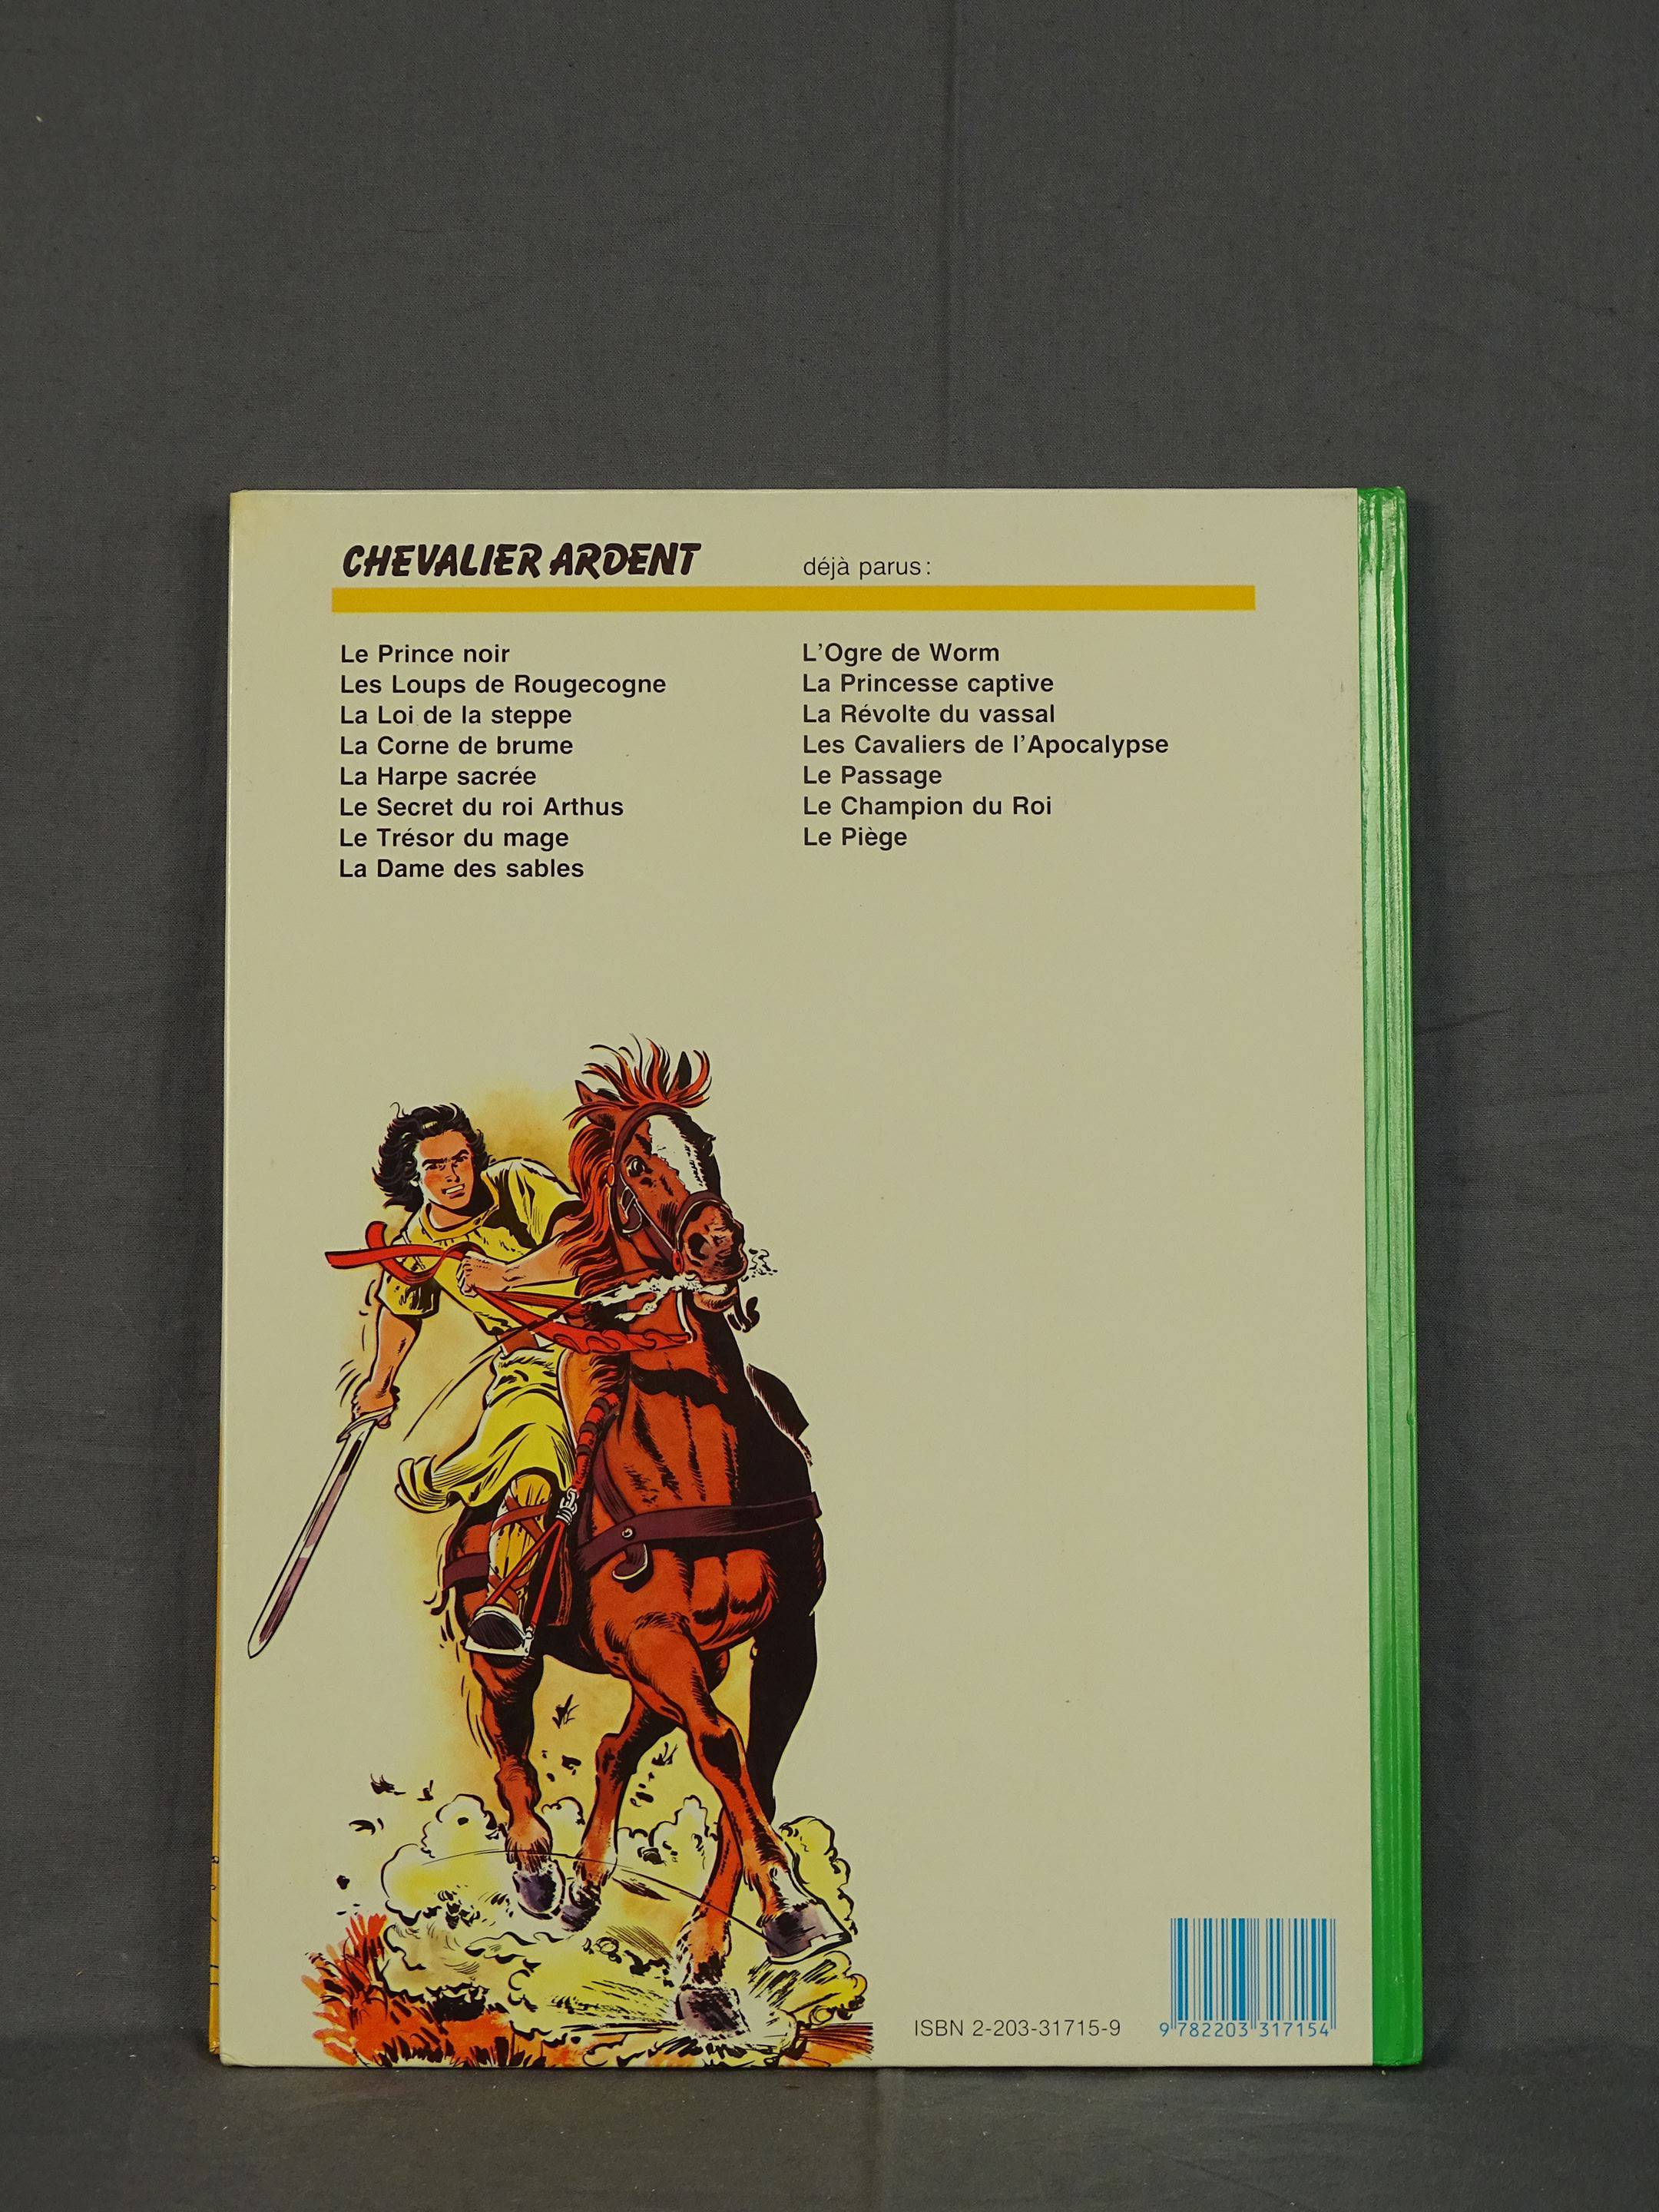 CHEVALIER ARDENT déjà parus :
Le Prince noir
Les Loups de Rougecogne
La Loi de la steppe
La Corne de brume
La Harpe sacrée
Le Secret du roi Arthus
Le Trésor du mage
La Dame des sables
L'Ogre de Worm
La Princesse captive
La Révolte du vassal
Les Cavaliers de l'Apocalypse
Le Passage
Le Champion du Roi
Le Piège
ISBN 2-203-31715-9
9 782203 317154